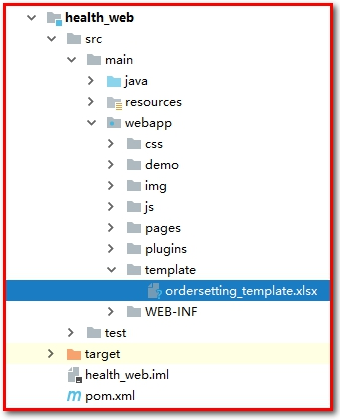 health_web
src
main
java
resources
webapp
css
demo
img
js
pages
plugins
template
ordersetting_template.xlsx
WEB-INF
test
target
health_web.iml
m pom.xml